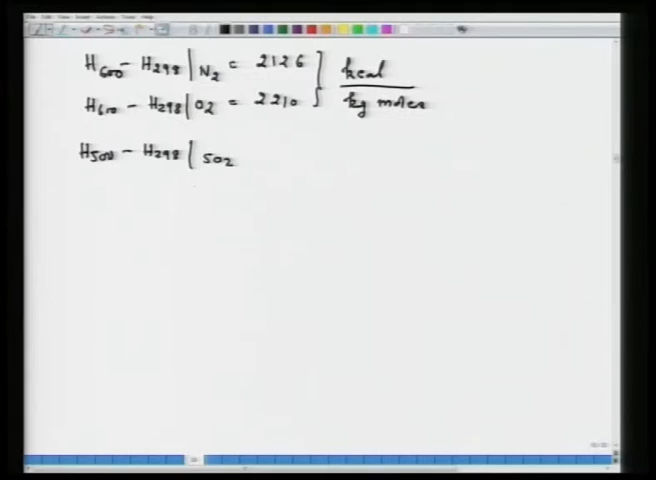 H600 - H298 | N2 = 2126
kcal
H600 - H298 | O2 = 2210
kg moles
H500 - H298 | SO2